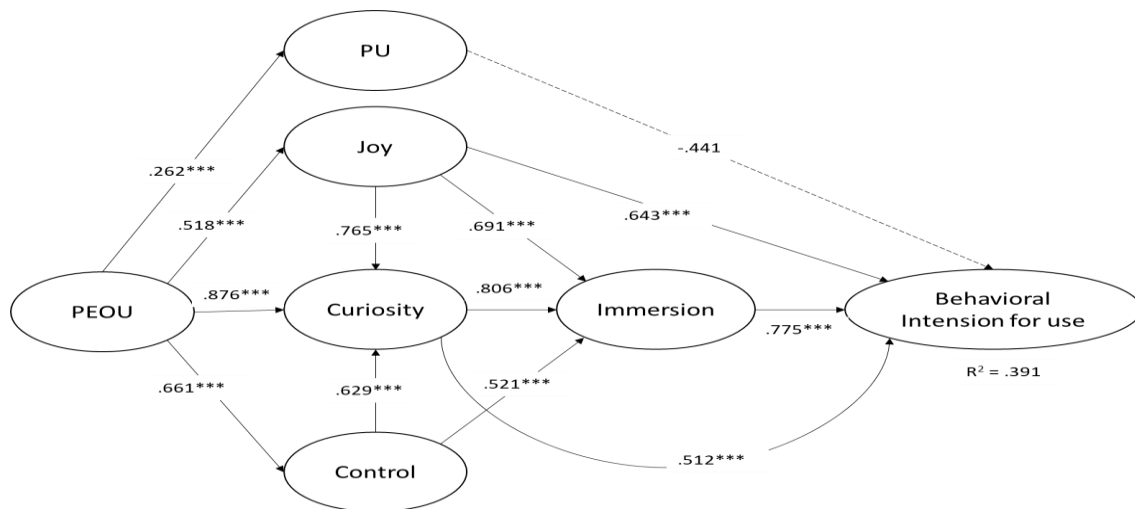 PU
-.441
Joy
.262***
.518***
.765***
.691***
.643***
PEOU
.876***
Curiosity
.806***
Immersion
.775***
Behavioral
Intension for use
R² = .391
.661***
.629***
.521***
.512***
Control